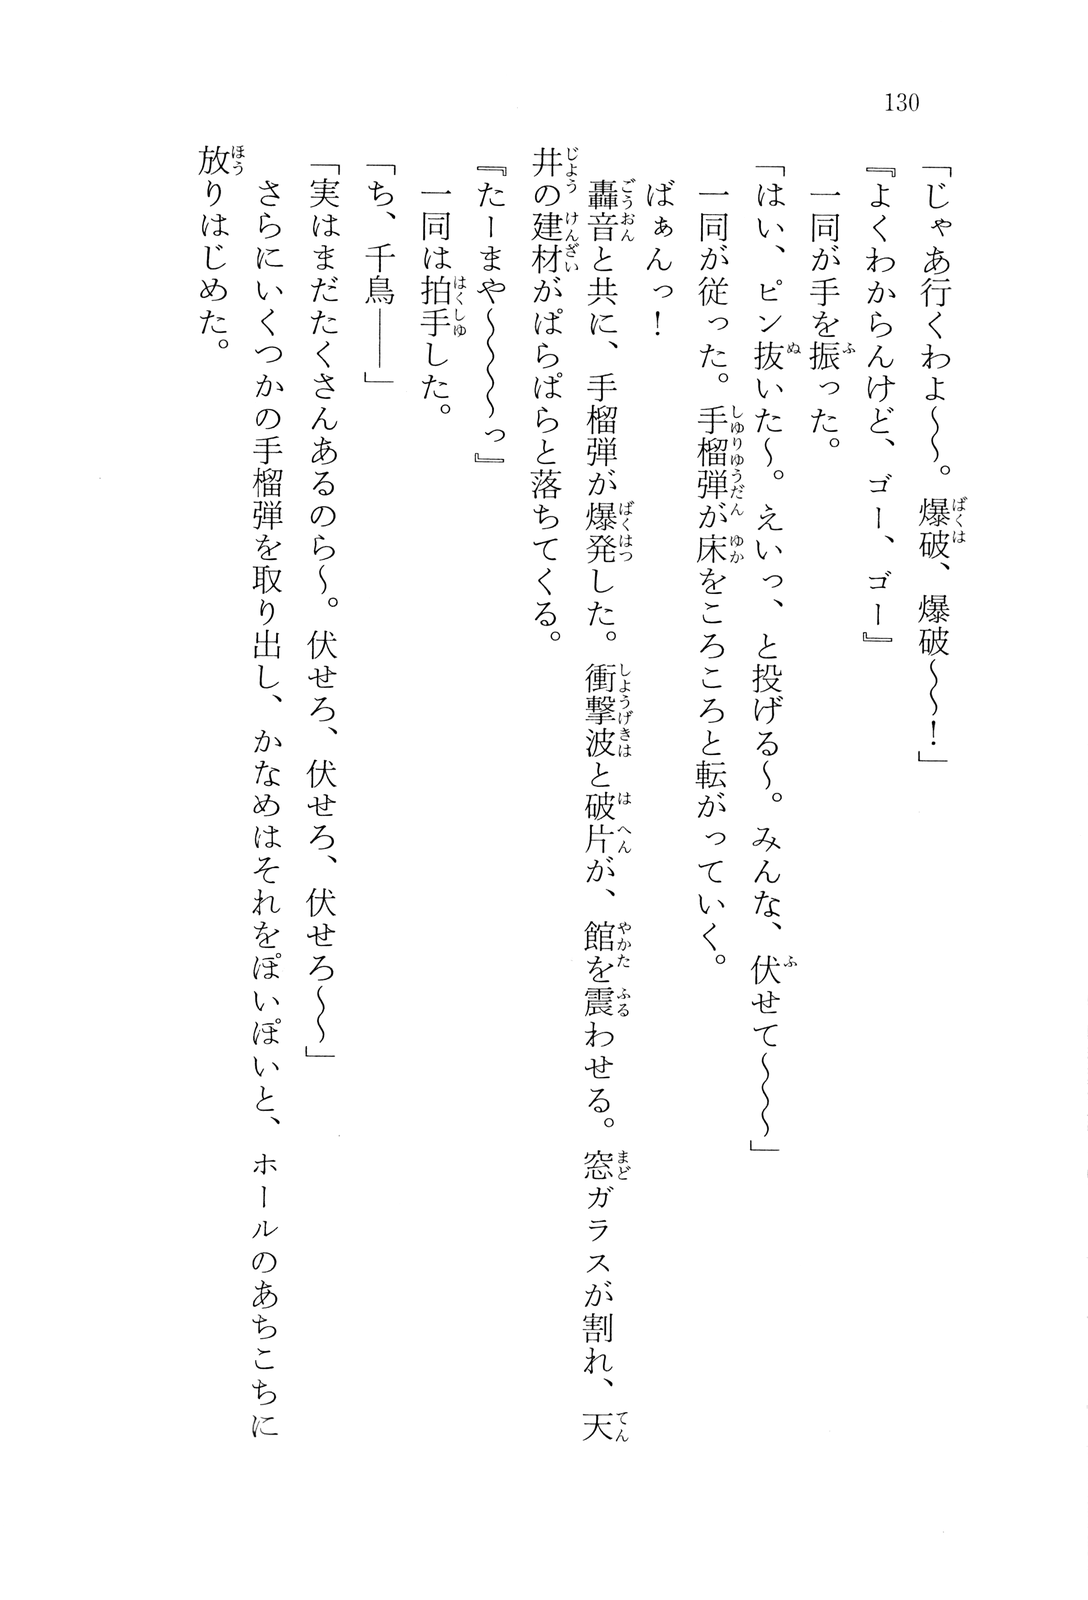 130
「じゃあ行くわよ〜〜。爆破、爆破〜〜！」
『よくわからんけど、ゴー、ゴー』
一同が手を振った。
「はい、ピン抜いた〜。えいっ、と投げる〜。みんな、伏せて〜〜〜」
一同が従った。手榴弾が床をころころと転がっていく。
ばぁんっ！
轟音と共に、手榴弾が爆発した。衝撃波と破片が、館を震わせる。窓ガラスが割れ、天
井の建材がぱらぱらと落ちてくる。
『たーまや〜〜〜〜っ』
一同は拍手した。
「ち、千鳥――」
「実はまだたくさんあるのら〜。伏せろ、伏せろ、伏せろ〜〜」
さらにいくつかの手榴弾を取り出し、かなめはそれをぽいぽいと、ホールのあちこちに
放りはじめた。